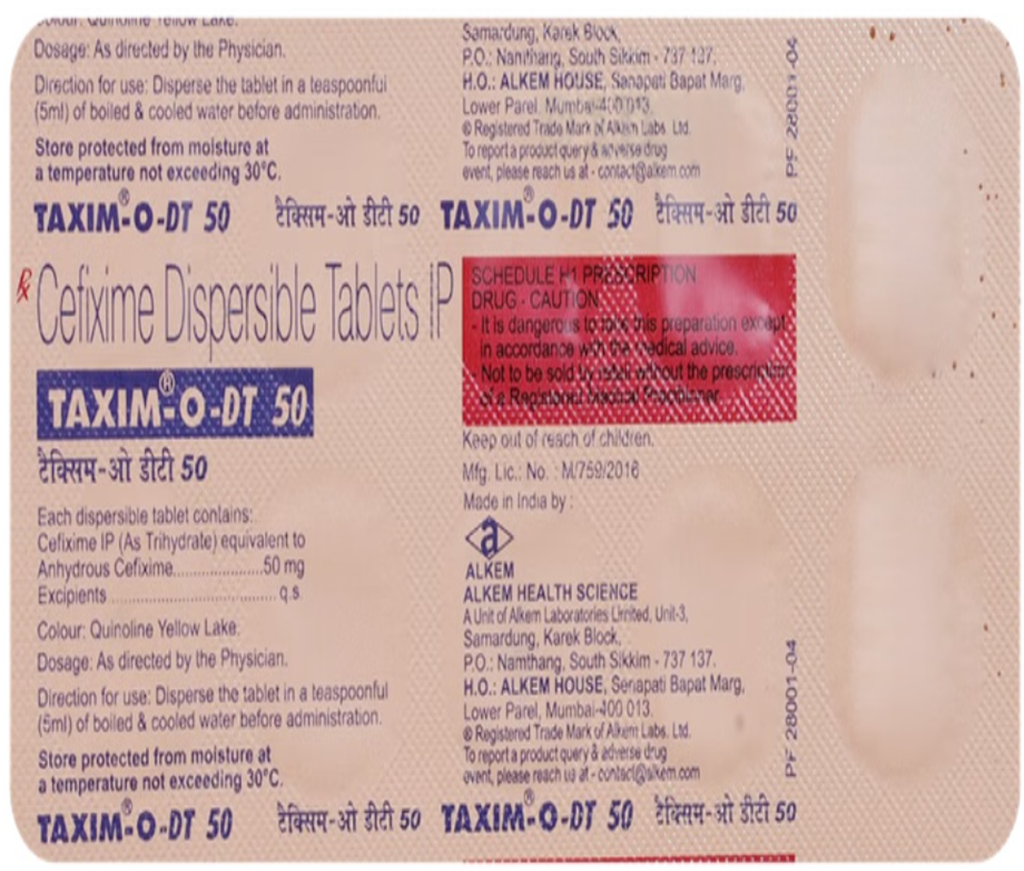 Colour: Quinoline Yellow Lake.
Dosage: As directed by the Physician.
Direction for use: Disperse the tablet in a teaspoonful
(5ml) of boiled & cooled water before administration.
Store protected from moisture at
a temperature not exceeding 30°C.
Samardung, Karek Block,
P.O.: Namthang, South Sikkim - 737 137.
H.O.: ALKEM HOUSE, Senapati Bapat Marg,
Lower Parel, Mumbai-400 013.
® Registered Trade Mark of Alkem Labs. Ltd.
To report a product query & adverse drug
event, please reach us at - contact@alkem.com
PF 28001-04
TAXIM®-O-DT 50 टैक्सिम-ओ डीटी 50 TAXIM®-O-DT 50 टैक्सिम-ओ डीटी 50
Rx Cefixime Dispersible Tablets IP
TAXIM®-O-DT 50
टैक्सिम-ओ डीटी 50
Each dispersible tablet contains:
Cefixime IP (As Trihydrate) equivalent to
Anhydrous Cefixime.....................50 mg
Excipients ....................................... q.s
Colour: Quinoline Yellow Lake.
Dosage: As directed by the Physician.
Direction for use: Disperse the tablet in a teaspoonful
(5ml) of boiled & cooled water before administration.
Store protected from moisture at
a temperature not exceeding 30°C.
SCHEDULE H1 PRESCRIPTION
DRUG - CAUTION
- It is dangerous to take this preparation except
in accordance with the medical advice.
- Not to be sold by retail without the prescription
of a Registered Medical Practitioner.
Keep out of reach of children.
Mfg. Lic.: No. : M/759/2016
Made in India by :
a
ALKEM
ALKEM HEALTH SCIENCE
A Unit of Alkem Laboratories Limited, Unit-3,
Samardung, Karek Block,
P.O.: Namthang, South Sikkim - 737 137.
H.O.: ALKEM HOUSE, Senapati Bapat Marg,
Lower Parel, Mumbai-400 013.
® Registered Trade Mark of Alkem Labs. Ltd.
To report a product query & adverse drug
event, please reach us at - contact@alkem.com
PF 28001-04
TAXIM®-O-DT 50 टैक्सिम-ओ डीटी 50 TAXIM®-O-DT 50 टैक्सिम-ओ डीटी 50